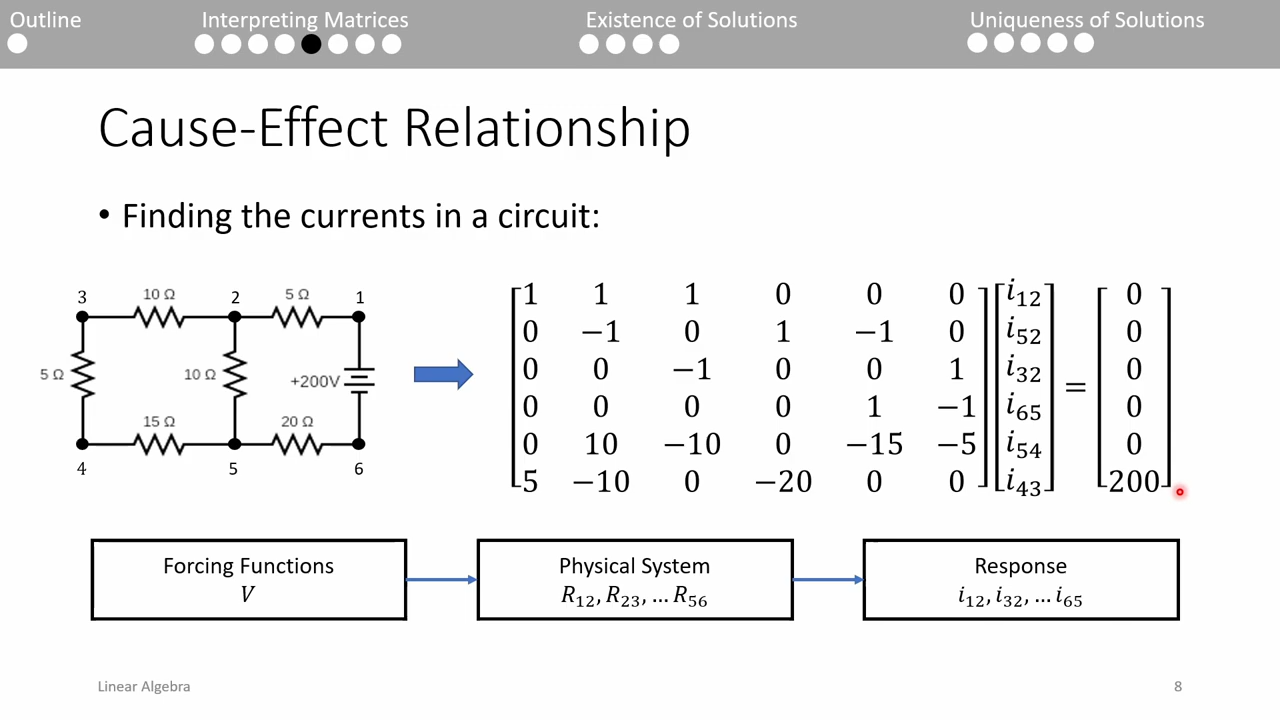 Outline Interpreting Matrices Existence of Solutions Uniqueness of Solutions
Cause-Effect Relationship
• Finding the currents in a circuit:
3 10 Ω 2 5 Ω 1
5 Ω 10 Ω +200V
15 Ω 20 Ω
4 5 6
1 1 1 0 0 0 i₁₂ 0
0 −1 0 1 −1 0 i₅₂ 0
0 0 −1 0 0 1 i₃₂ = 0
0 0 0 0 1 −1 i₆₅ 0
0 10 −10 0 −15 −5 i₅₄ 0
5 −10 0 −20 0 0 i₄₃ 200
Forcing Functions
V
Physical System
R₁₂, R₂₃, … R₅₆
Response
i₁₂, i₃₂, … i₆₅
Linear Algebra 8